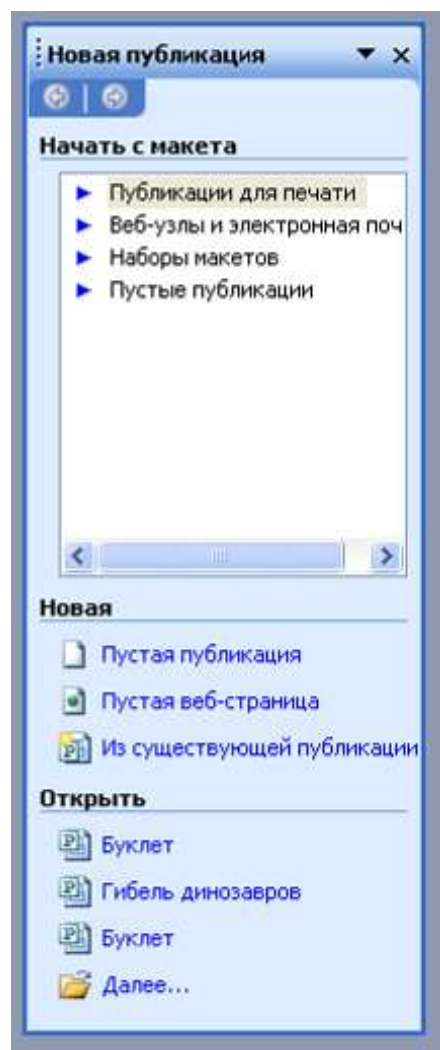 Новая публикация
Начать с макета
Публикации для печати
Веб-узлы и электронная поч
Наборы макетов
Пустые публикации
Новая
Пустая публикация
Пустая веб-страница
Из существующей публикации
Открыть
Буклет
Гибель динозавров
Буклет
Далее...